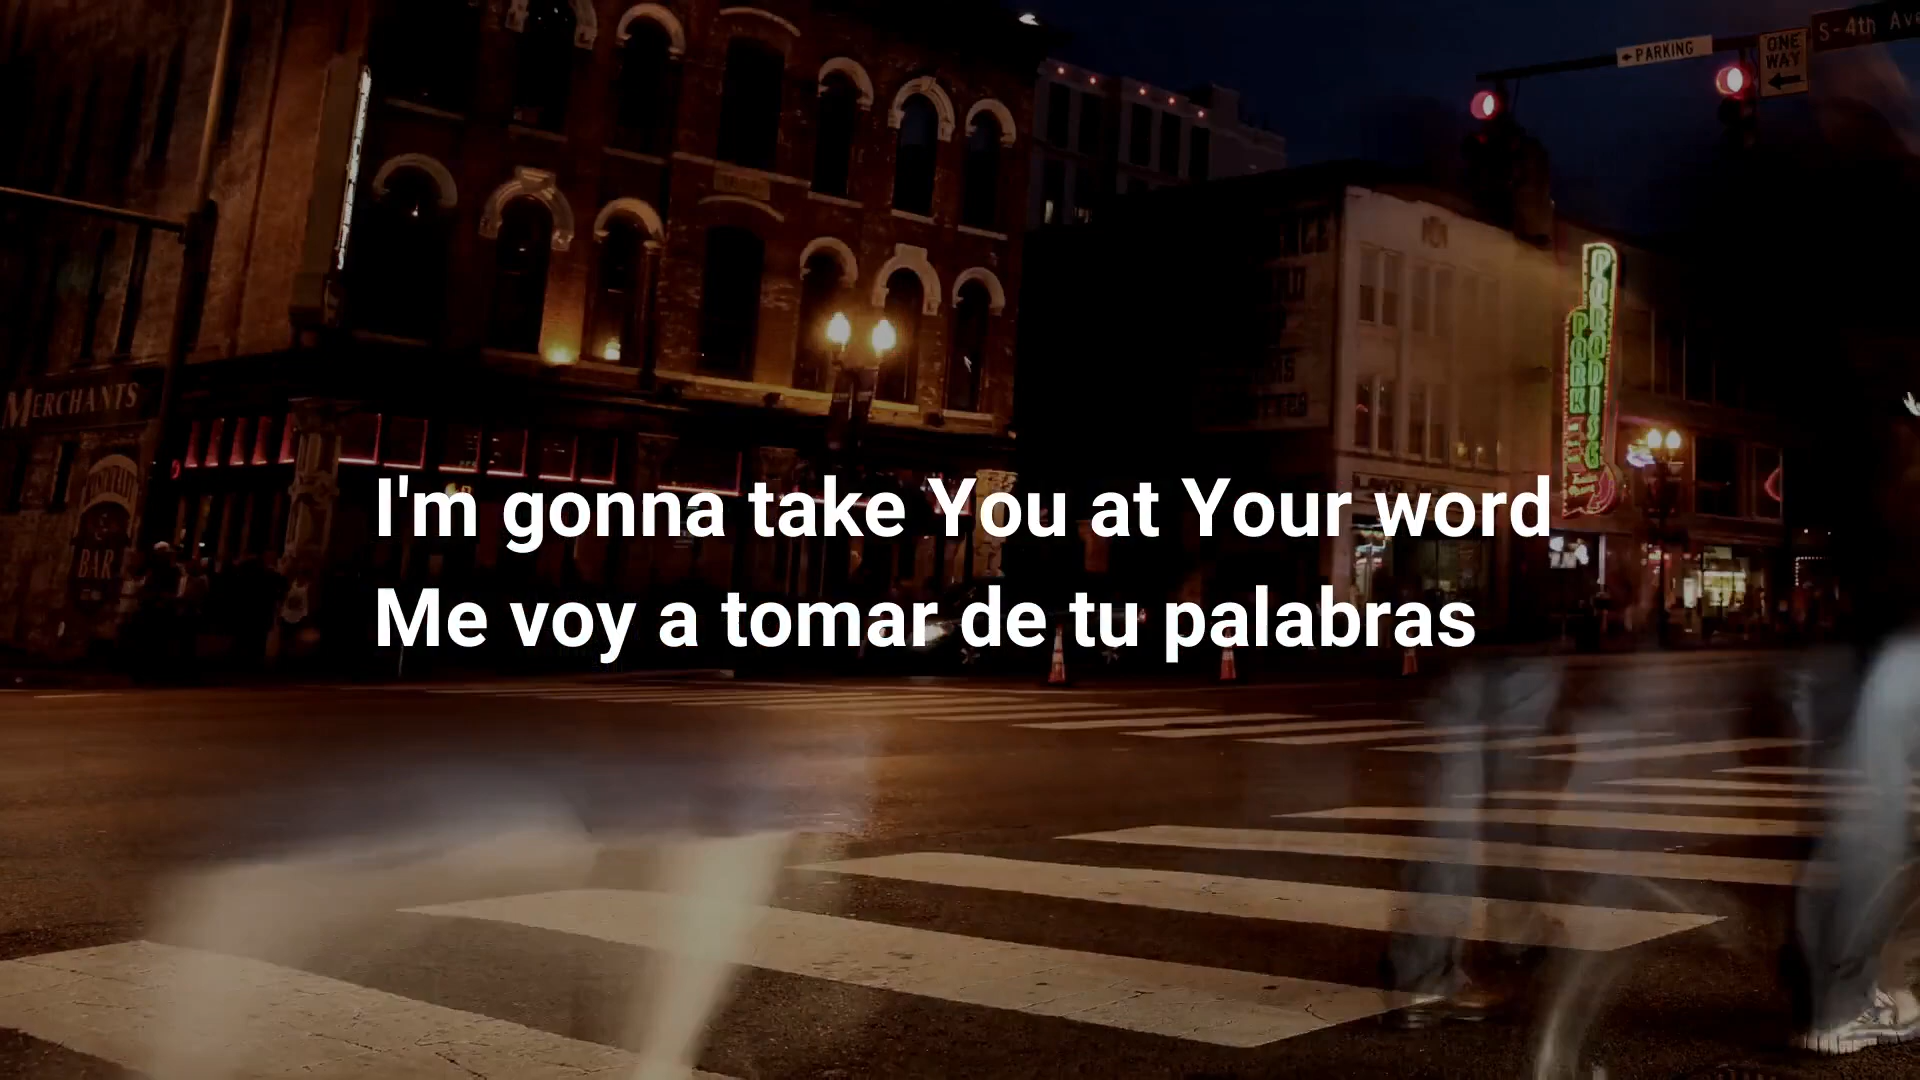 PARKING
ONE
WAY
S-4th Ave
MERCHANTS
BAR
PARADISE
PARK
I'm gonna take You at Your word
Me voy a tomar de tu palabras